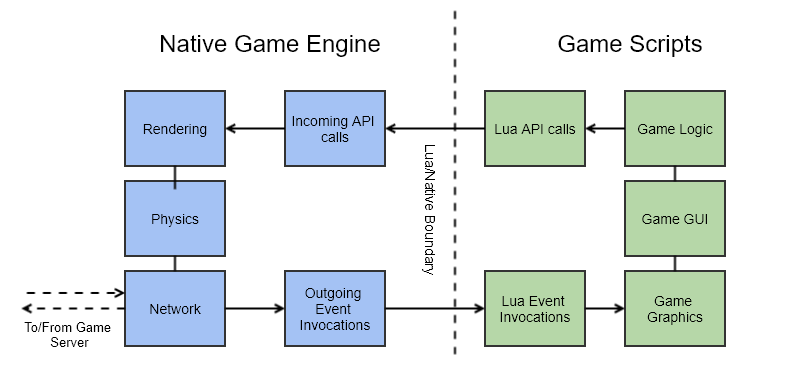 Native Game Engine
Game Scripts
Rendering
Incoming API
calls
Lua API calls
Game Logic
Lua/Native Boundary
Physics
Game GUI
Network
Outgoing
Event
Invocations
Lua Event
Invocations
Game
Graphics
To/From Game
Server